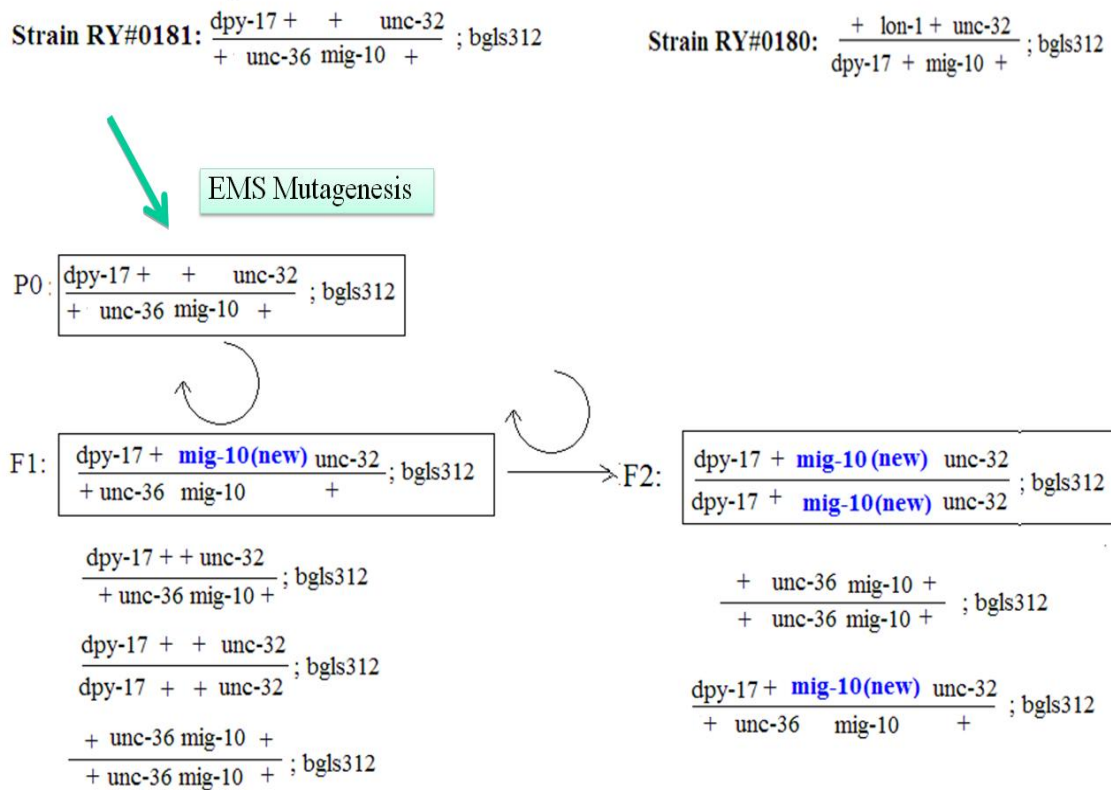 Strain RY#0181: dpy-17 + + unc-32 ; bgls312
+ unc-36 mig-10 +
Strain RY#0180: + lon-1 + unc-32 ; bgls312
dpy-17 + mig-10 +
EMS Mutagenesis
P0: dpy-17 + + unc-32 ; bgls312
+ unc-36 mig-10 +
F1: dpy-17 + mig-10(new) unc-32 ; bgls312
+ unc-36 mig-10 +
dpy-17 + + unc-32 ; bgls312
+ unc-36 mig-10 +
dpy-17 + + unc-32 ; bgls312
dpy-17 + + unc-32
+ unc-36 mig-10 + ; bgls312
+ unc-36 mig-10 +
F2: dpy-17 + mig-10(new) unc-32 ; bgls312
dpy-17 + mig-10(new) unc-32
+ unc-36 mig-10 + ; bgls312
+ unc-36 mig-10 +
dpy-17 + mig-10(new) unc-32 ; bgls312
+ unc-36 mig-10 +